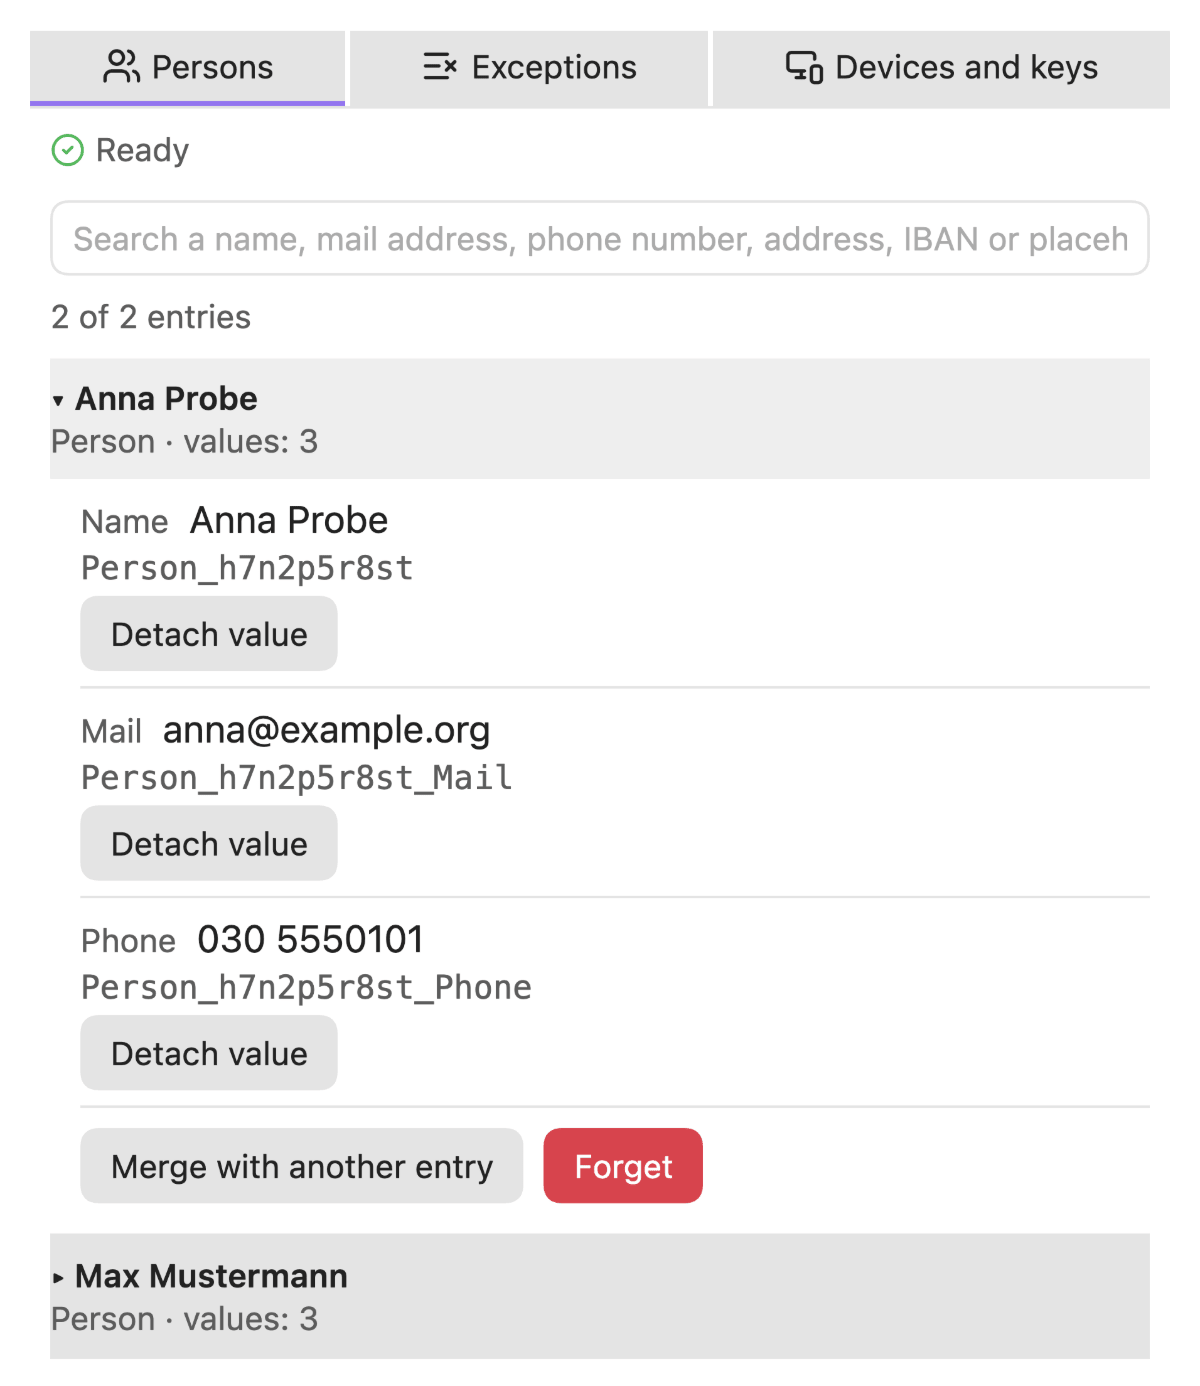 Persons
Exceptions
Devices and keys
Ready
Search a name, mail address, phone number, address, IBAN or placeh
2 of 2 entries
Anna Probe
Person · values: 3
Name Anna Probe
Person_h7n2p5r8st
Detach value
Mail anna@example.org
Person_h7n2p5r8st_Mail
Detach value
Phone 030 5550101
Person_h7n2p5r8st_Phone
Detach value
Merge with another entry
Forget
Max Mustermann
Person · values: 3